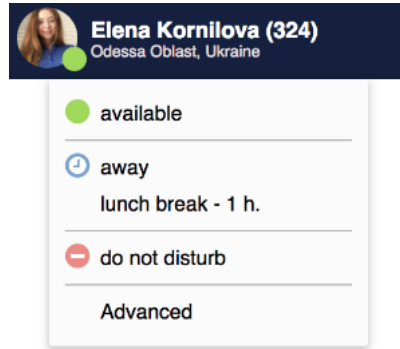 Elena Kornilova (324)
Odessa Oblast, Ukraine
available
away
lunch break - 1 h.
do not disturb
Advanced